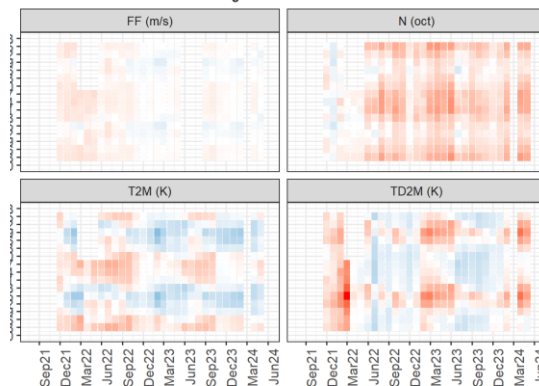 FF (m/s) N (oct)
T2M (K) TD2M (K)
Sep21 Dec21 Mar22 Jun22 Sep22 Dec22 Mar23 Jun23 Sep23 Dec23 Mar24 Jun24 Sep21 Dec21 Mar22 Jun22 Sep22 Dec22 Mar23 Jun23 Sep23 Dec23 Mar24 Jun24